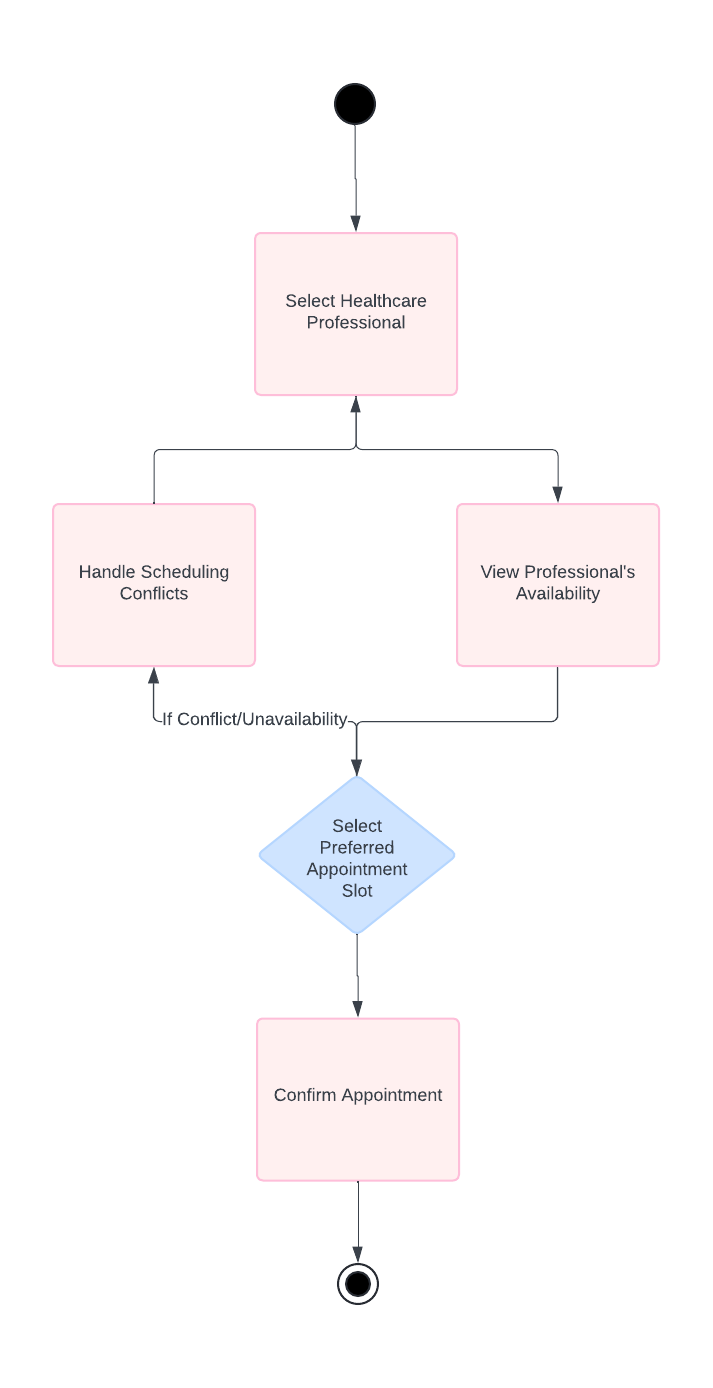 Select Healthcare
Professional
Handle Scheduling
Conflicts
View Professional's
Availability
If Conflict/Unavailability
Select
Preferred
Appointment
Slot
Confirm Appointment